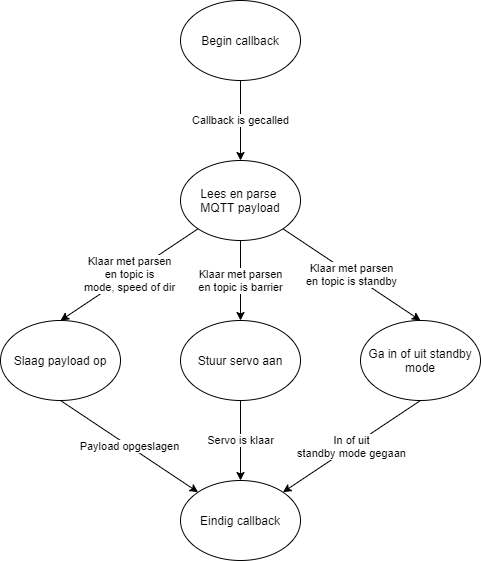 Begin callback
Callback is gecalled
Lees en parse
MQTT payload
Klaar met parsen
en topic is
mode, speed of dir
Klaar met parsen
en topic is barrier
Klaar met parsen
en topic is standby
Slaag payload op
Stuur servo aan
Ga in of uit standby
mode
Payload opgeslagen
Servo is klaar
In of uit
standby mode gegaan
Eindig callback